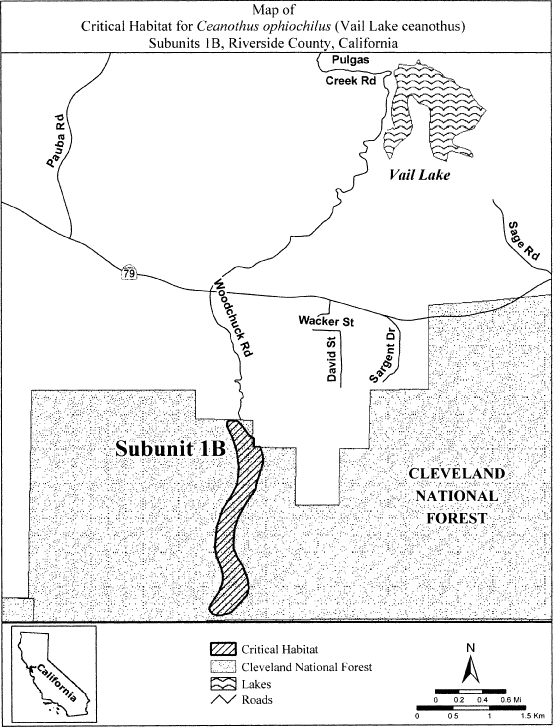 Map of
Critical Habitat for Ceanothus ophiochilus (Vail Lake ceanothus)
Subunits 1B, Riverside County, California
Pulgas
Creek Rd
Pauba Rd
Vail Lake
Sage Rd
79
Woodchuck Rd
Wacker St
David St
Sargent Dr
Subunit 1B
CLEVELAND
NATIONAL
FOREST
California
Critical Habitat
Cleveland National Forest
Lakes
Roads
N
0 0.2 0.4 0.6 Mi
0 0.5 1 1.5 Km